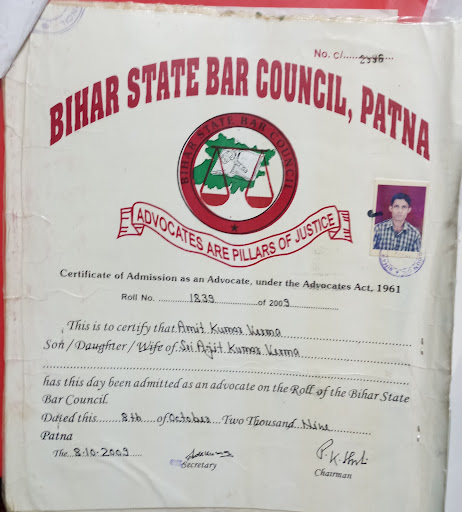 No. C/......2396......
BIHAR STATE BAR COUNCIL, PATNA
BIHAR STATE BAR COUNCIL
ADVOCATES ARE PILLARS OF JUSTICE
Certificate of Admission as an Advocate, under the Advocates Act, 1961
Roll No. 1839 of 2009
This is to certify that Amit Kumar Verma
Son / Daughter / Wife of Sri Arjit Kumar Verma
has this day been admitted as an advocate on the Roll of the Bihar State
Bar Council.
Dated this 8th of October Two Thousand Nine
Patna
The 8-10-2009
Secretary
Chairman